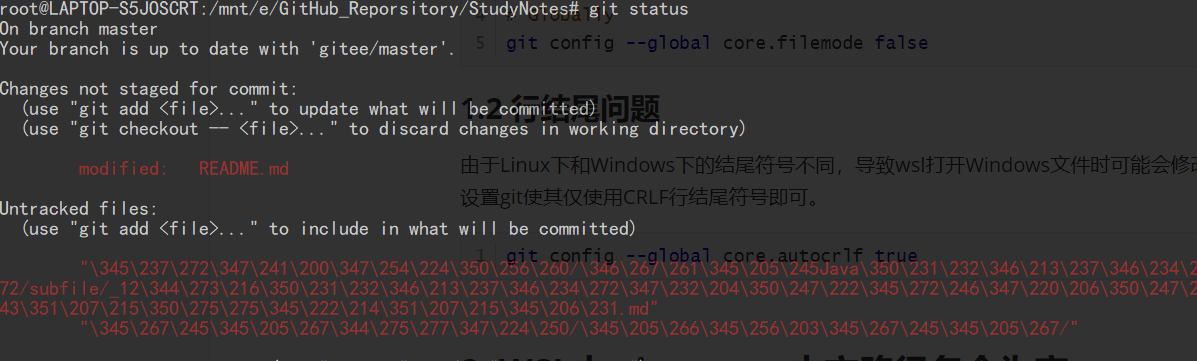 root@LAPTOP-S5JOSCRT:/mnt/e/GitHub_Reporsitory/StudyNotes# git status
On branch master
Your branch is up to date with 'gitee/master'.
# Globally
5 git config --global core.filemode false
Changes not staged for commit:
(use "git add <file>..." to update what will be committed)
(use "git checkout -- <file>..." to discard changes in working directory)
1.2 行结尾问题
modified: README.md
由于Linux下和Windows下的结尾符号不同，导致wsl打开Windows文件时可能会修改
设置git使其仅使用CRLF行结尾符号即可。
Untracked files:
(use "git add <file>..." to include in what will be committed)
1 git config --global core.autocrlf true
"\345\237\272\347\241\200\347\254\224\350\256\260/\346\267\261\345\205\245Java\350\231\232\346\213\237\346\234\2
72/subfile/_12\344\273\216\350\231\232\346\213\237\346\234\272\347\232\204\350\247\222\345\272\246\347\220\206\350\247\2
43\351\207\215\350\275\275\345\222\214\351\207\215\345\206\231.md"
"\345\267\245\345\205\267\344\275\277\347\224\250/\345\205\266\345\256\203\345\267\245\345\205\267/"